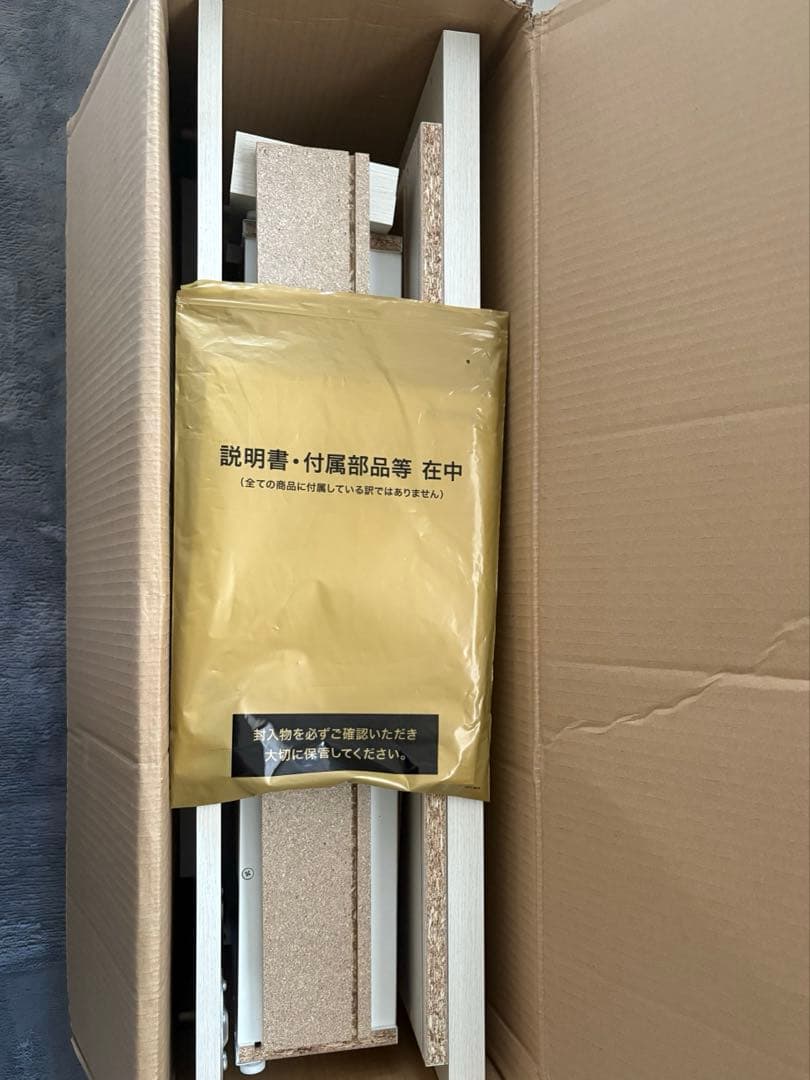 説明書・付属部品等 在中
（全ての商品に付属している訳ではありません）
封入物を必ずご確認いただき
大切に保管してください。